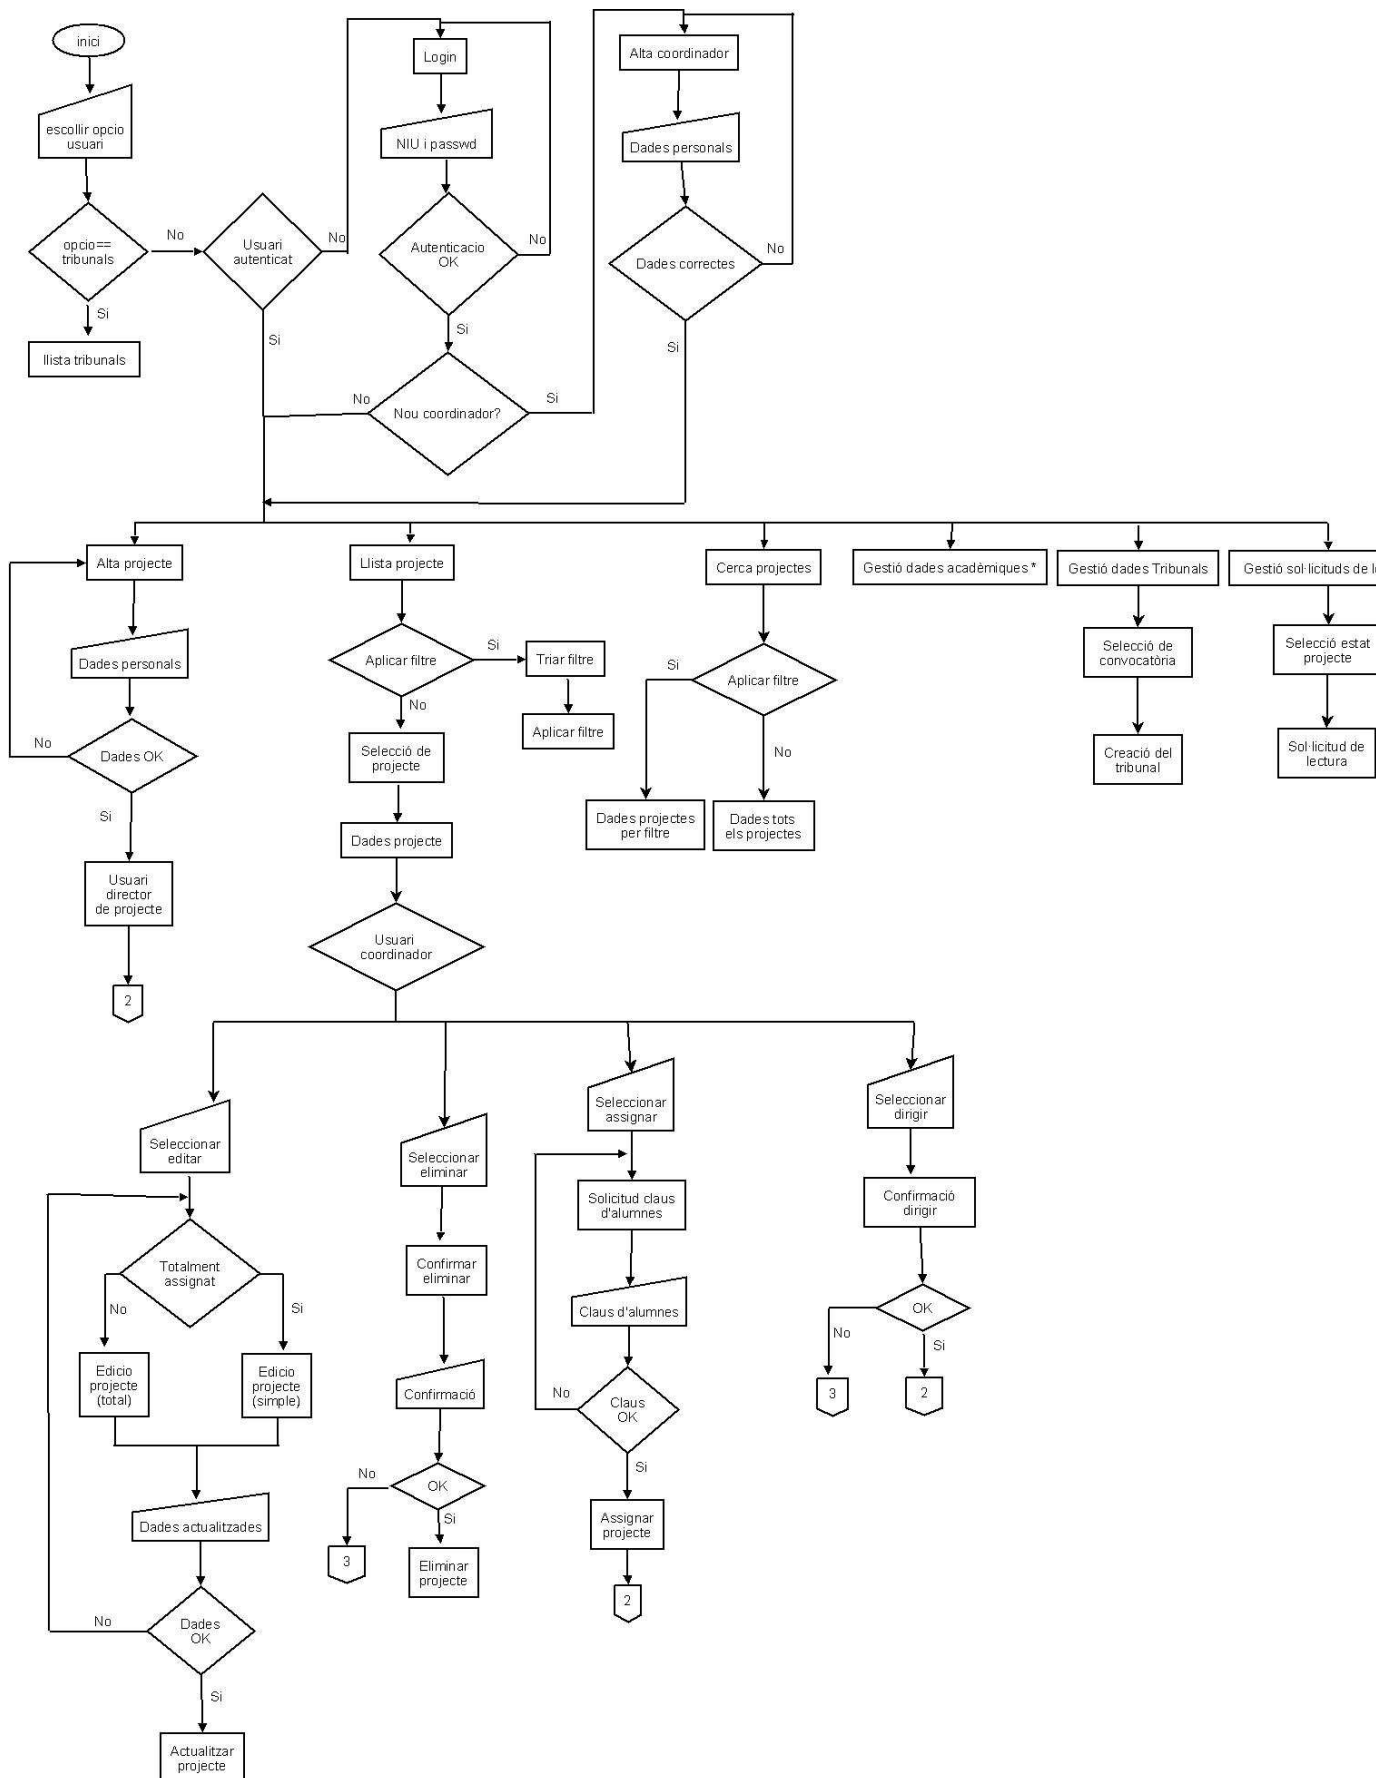 inici
escollir opcio
usuari
opcio==
tribunals
No
Si
llista tribunals
Usuari
autenticat
No
Si
Login
NIU i passwd
Autenticacio
OK
No
Si
Nou coordinador?
No
Si
Alta coordinador
Dades personals
Dades correctes
No
Si
Alta projecte
Dades personals
Dades OK
No
Si
Usuari
director
de projecte
2
Llista projecte
Aplicar filtre
Si
Triar filtre
Aplicar filtre
No
Selecció de
projecte
Dades projecte
Usuari
coordinador
Cerca projectes
Aplicar filtre
Si
No
Dades projectes
per filtre
Dades tots
els projectes
Gestió dades acadèmiques *
Gestió dades Tribunals
Selecció de
convocatòria
Creació del
tribunal
Gestió sol·licituds de
Selecció estat
projecte
Sol·licitud de
lectura
Seleccionar
editar
Totalment
assignat
No
Si
Edicio
projecte
(total)
Edicio
projecte
(simple)
Dades actualitzades
Dades
OK
No
Si
Actualitzar
projecte
Seleccionar
eliminar
Confirmar
eliminar
Confirmació
OK
No
Si
3
Eliminar
projecte
Seleccionar
assignar
Solicitud claus
d'alumnes
Claus d'alumnes
Claus
OK
No
Si
Assignar
projecte
2
Seleccionar
dirigir
Confirmació
dirigir
OK
No
Si
3
2